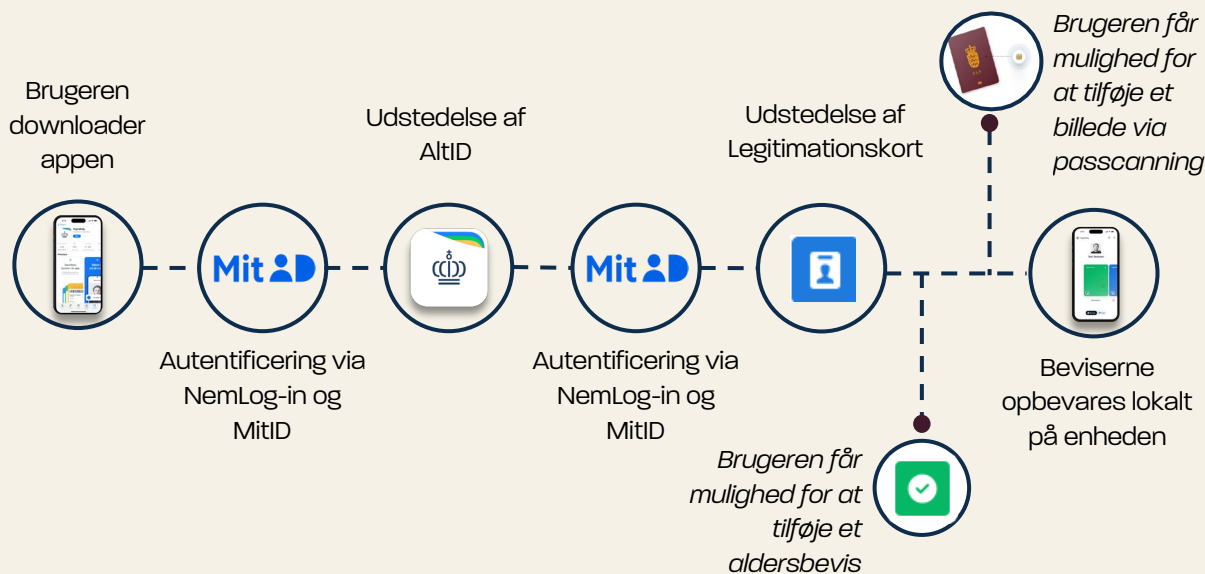 Brugeren
downloader
appen
Mit ID
Autentificering via
NemLog-in og
MitID
Udstedelse af
AltID
Mit ID
Autentificering via
NemLog-in og
MitID
Udstedelse af
Legitimationskort
Brugeren får
mulighed for at
tilføje et
aldersbevis
Brugeren får
mulighed for
at tilføje et
billede via
passcanning
Beviserne
opbevares lokalt
på enheden